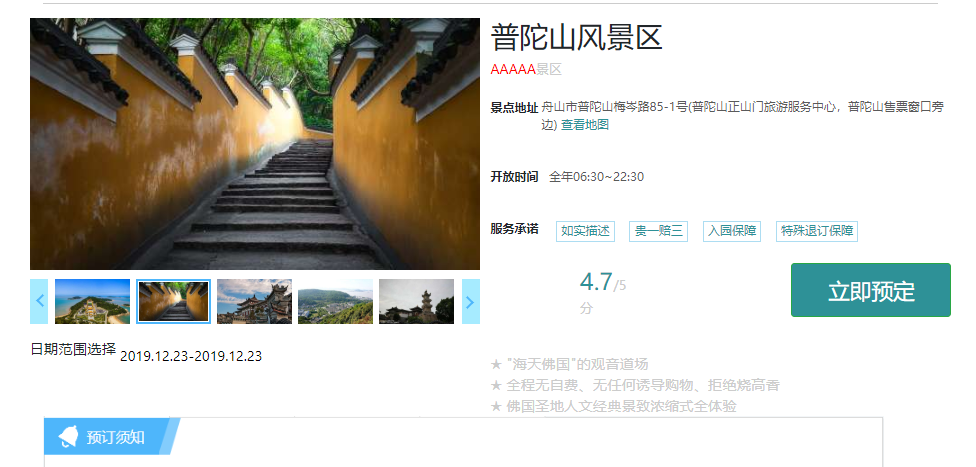 普陀山风景区
AAAAA景区
景点地址 舟山市普陀山梅岑路85-1号(普陀山正山门旅游服务中心，普陀山售票窗口旁
边) 查看地图
开放时间 全年06:30~22:30
服务承诺 如实描述 贵一赔三 入园保障 特殊退订保障
4.7/5
分
立即预定
日期范围选择 2019.12.23-2019.12.23
★ "海天佛国"的观音道场
★ 全程无自费、无任何诱导购物、拒绝烧高香
★ 佛国圣地人文经典景致浓缩式全体验
预订须知